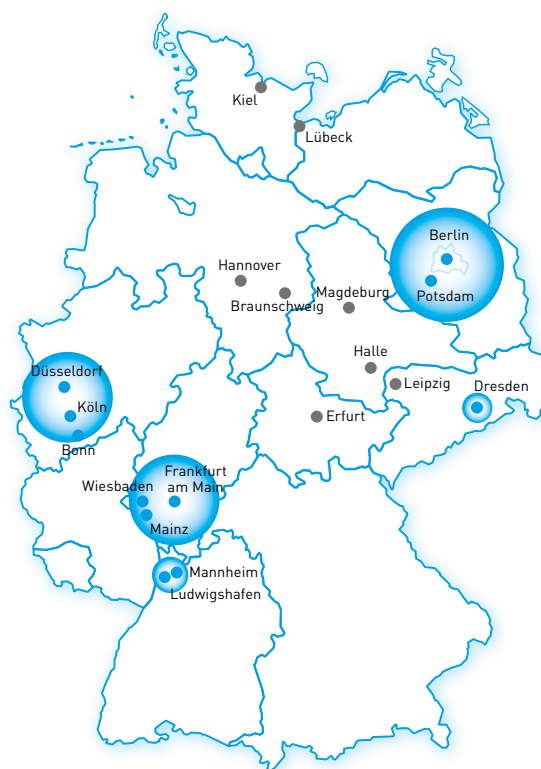 Kiel
Lübeck
Berlin
Hannover
Potsdam
Braunschweig
Magdeburg
Halle
Düsseldorf
Leipzig
Dresden
Köln
Erfurt
Bonn
Frankfurt
am Main
Wiesbaden
Mainz
Mannheim
Ludwigshafen